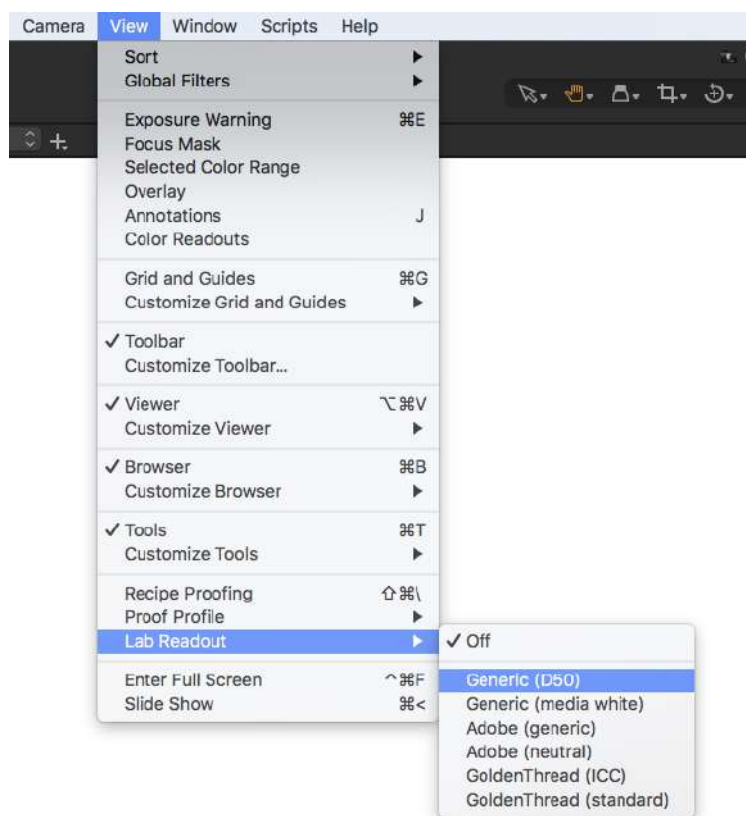 Camera View Window Scripts Help
Sort ▶
Global Filters ▶
Exposure Warning ⌘E
Focus Mask
Selected Color Range
Overlay
Annotations J
Color Readouts
Grid and Guides ⌘G
Customize Grid and Guides ▶
✓ Toolbar
Customize Toolbar...
✓ Viewer ⌥⌘V
Customize Viewer ▶
✓ Browser ⌘B
Customize Browser ▶
✓ Tools ⌘T
Customize Tools ▶
Recipe Proofing ⇧⌘\
Proof Profile ▶
Lab Readout ▶
Enter Full Screen ^⌘F
Slide Show ⌘<
✓ Off
Generic (D50)
Generic (media white)
Adobe (generic)
Adobe (neutral)
GoldenThread (ICC)
GoldenThread (standard)